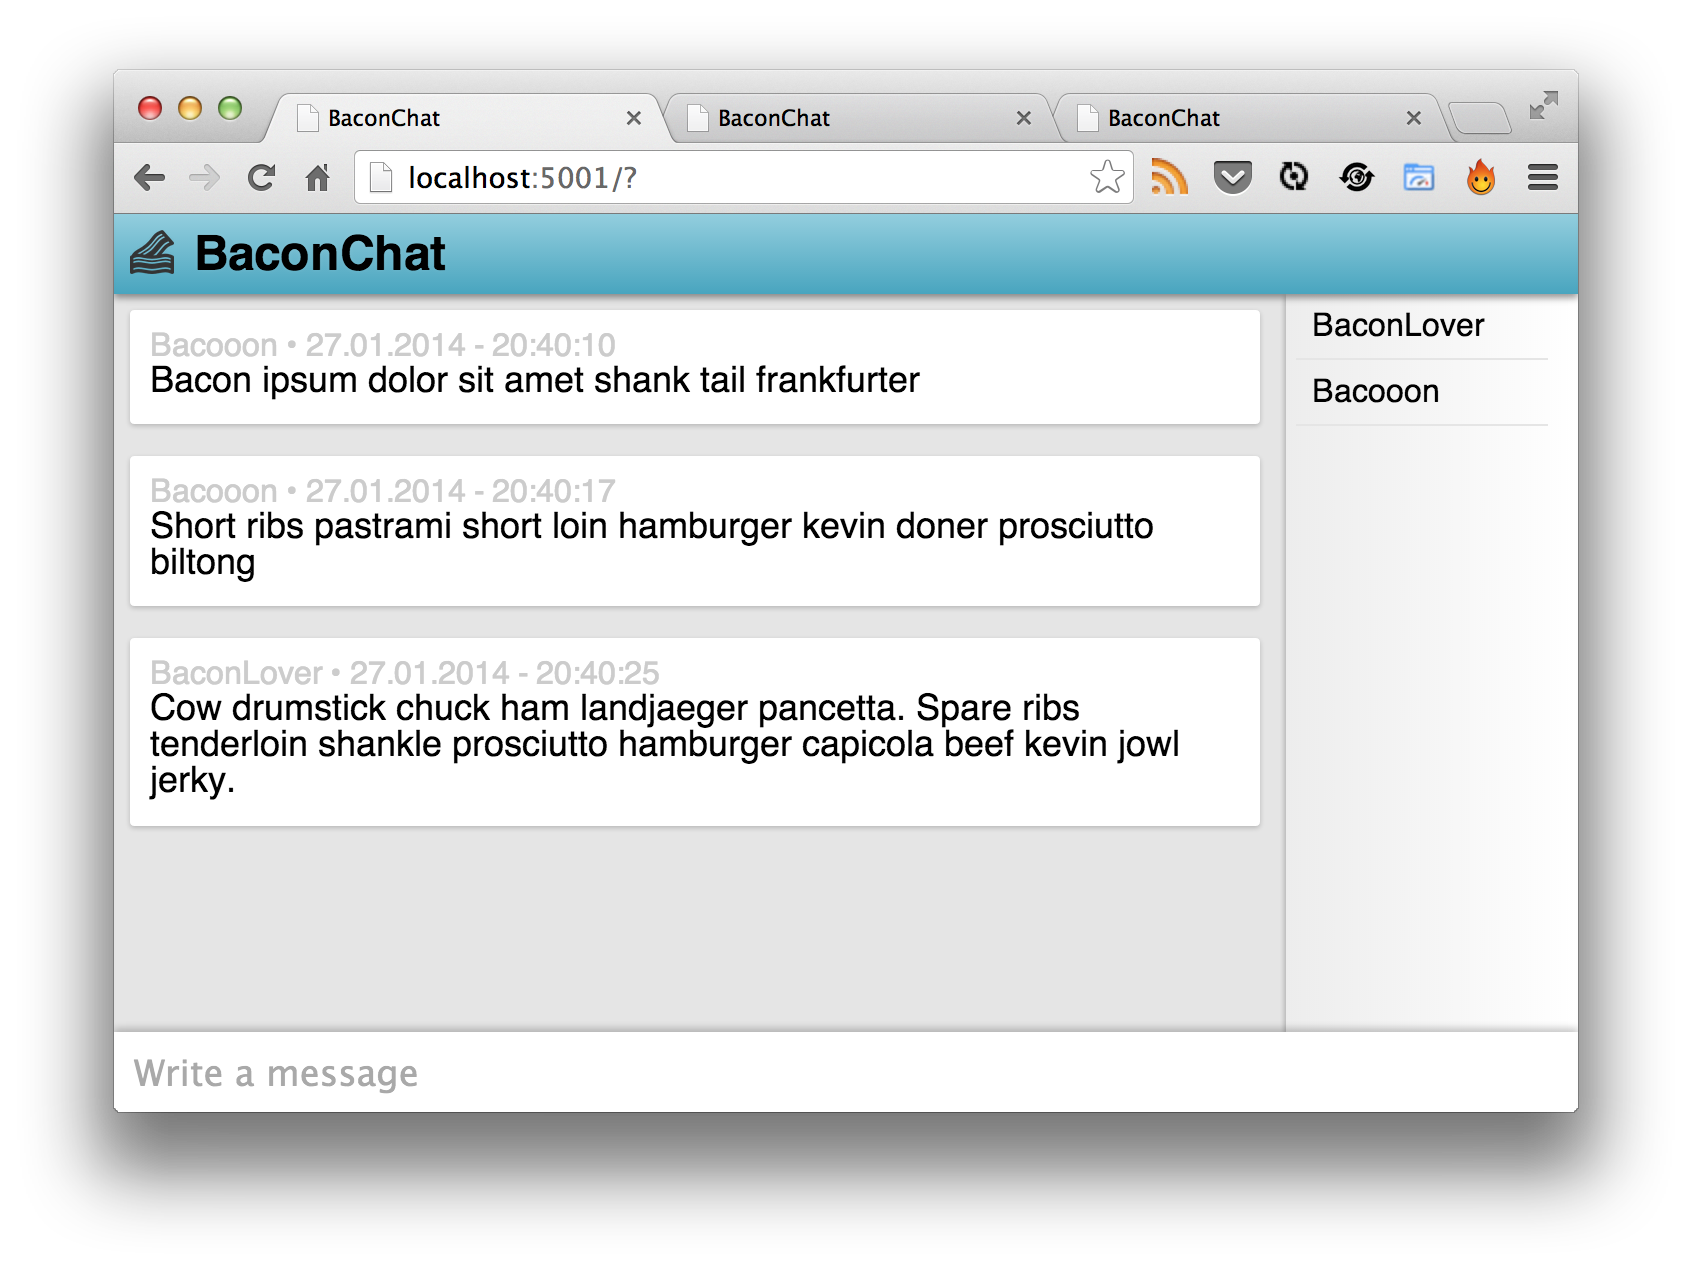 BaconChat
BaconChat
BaconChat
localhost:5001/?
BaconChat
Bacooon • 27.01.2014 - 20:40:10
Bacon ipsum dolor sit amet shank tail frankfurter
Bacooon • 27.01.2014 - 20:40:17
Short ribs pastrami short loin hamburger kevin doner prosciutto
biltong
BaconLover • 27.01.2014 - 20:40:25
Cow drumstick chuck ham landjaeger pancetta. Spare ribs
tenderloin shankle prosciutto hamburger capicola beef kevin jowl
jerky.
BaconLover
Bacooon
Write a message